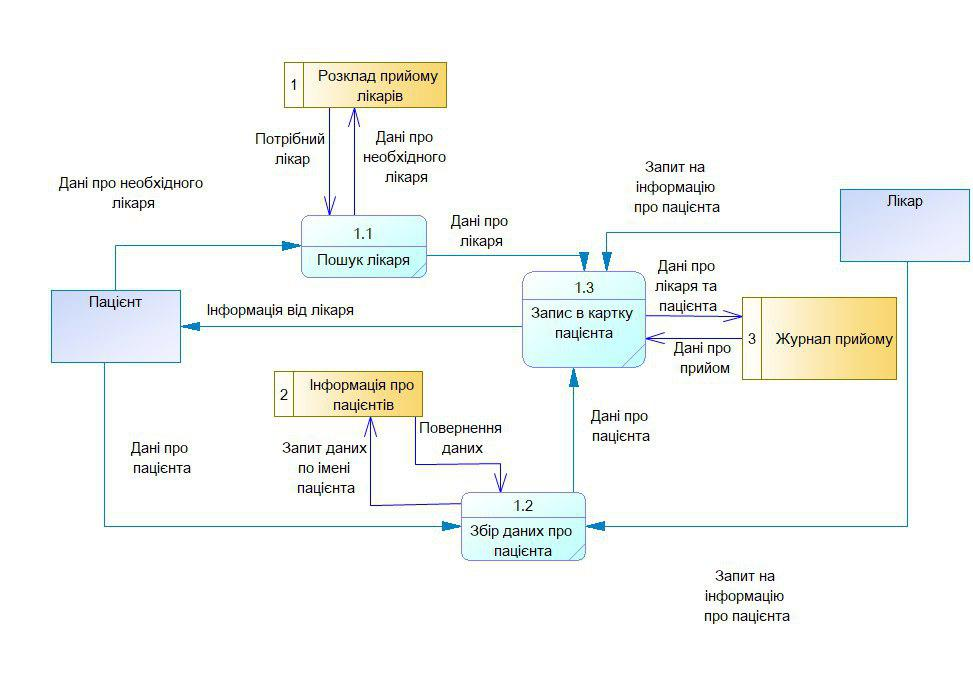 1
Розклад прийому
лікарів
Потрібний
лікар
Дані про
необхідного
лікаря
Дані про необхідного
лікаря
Запит на
інформацію
про пацієнта
Лікар
1.1
Пошук лікаря
Дані про
лікаря
Пацієнт
Інформація від лікаря
1.3
Запис в картку
пацієнта
Дані про
лікаря та
пацієнта
3
Журнал прийому
Дані про
прийом
2
Інформація про
пацієнтів
Повернення
даних
Запит даних
по імені
пацієнта
Дані про
пацієнта
Дані про
пацієнта
1.2
Збір даних про
пацієнта
Запит на
інформацію
про пацієнта